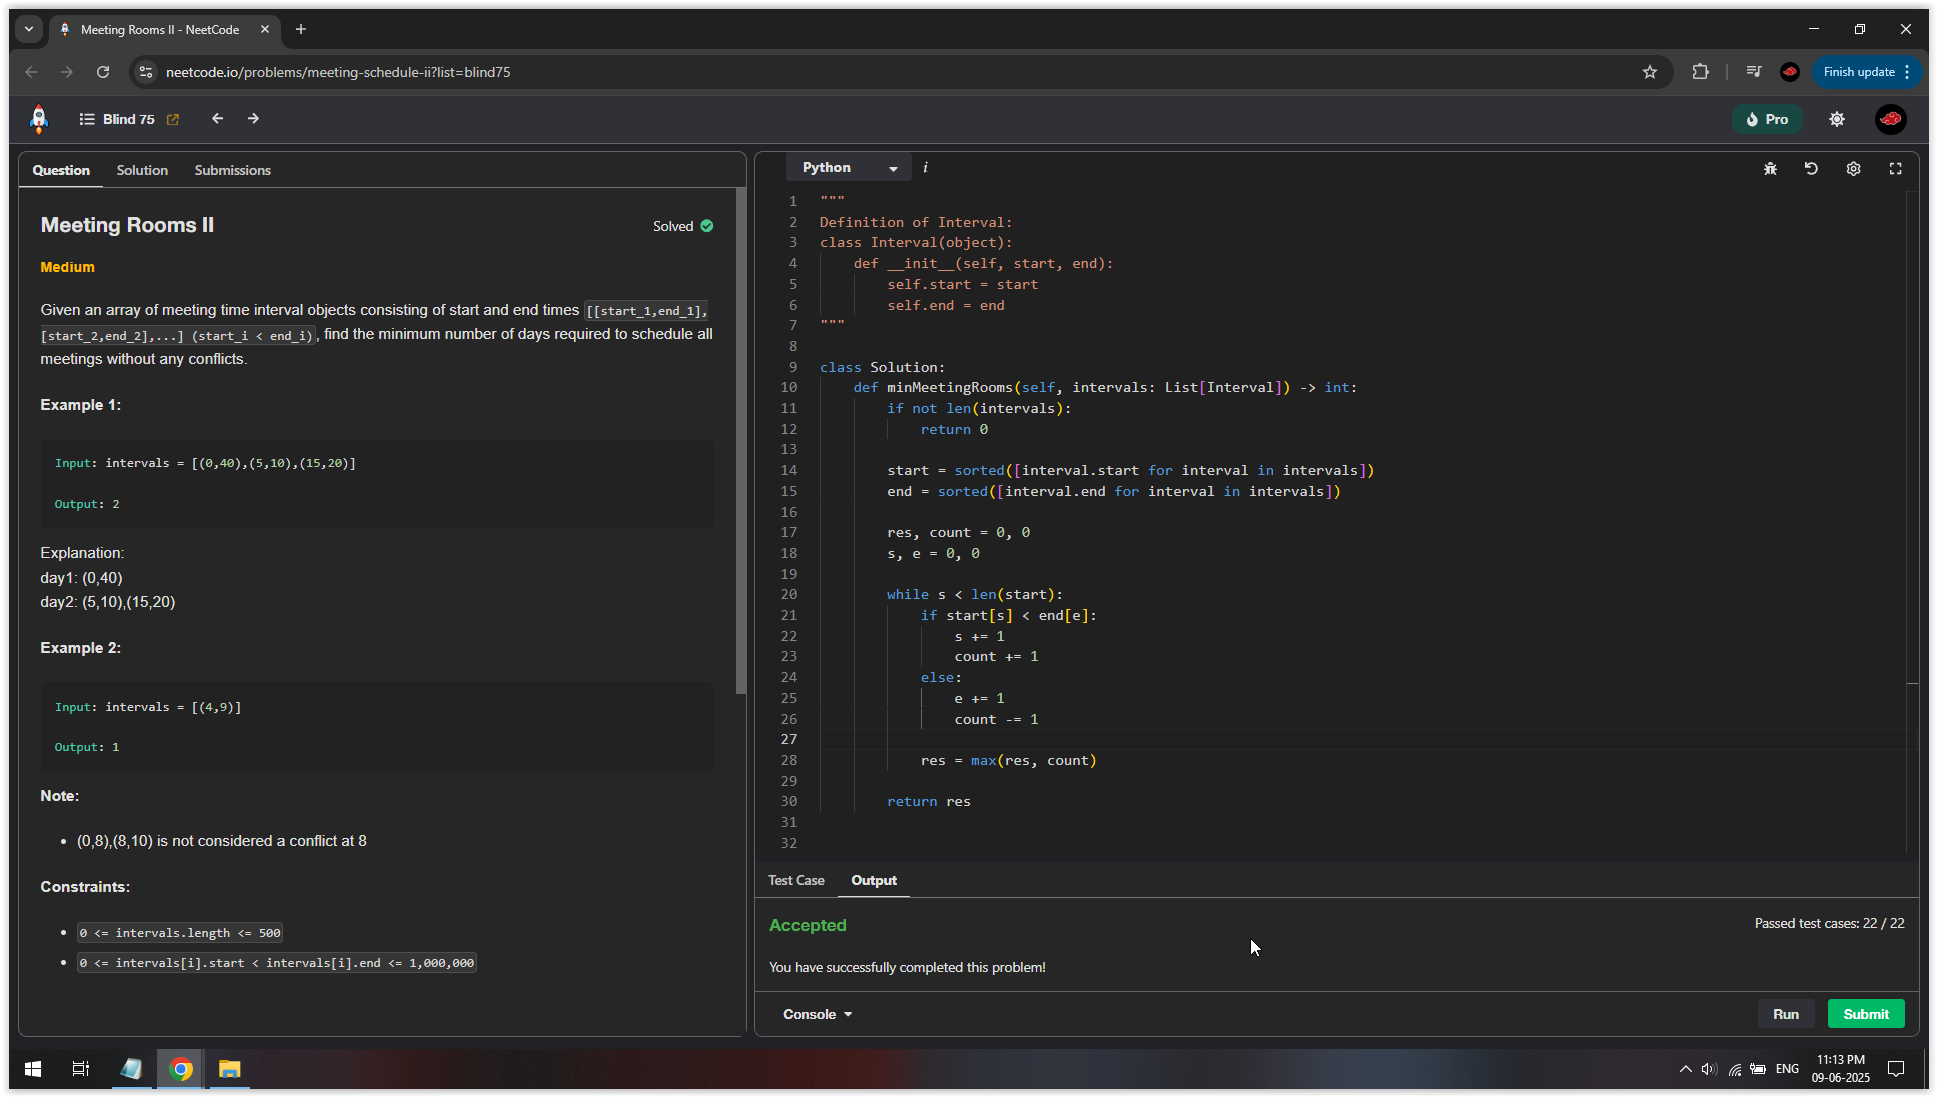 Meeting Rooms II - NeetCode
neetcode.io/problems/meeting-schedule-ii?list=blind75
Finish update
Blind 75
Pro
Question Solution Submissions
Meeting Rooms II
Solved
Medium
Given an array of meeting time interval objects consisting of start and end times [[start_1,end_1],
[start_2,end_2],...] (start_i < end_i), find the minimum number of days required to schedule all
meetings without any conflicts.
Example 1:
Input: intervals = [(0,40),(5,10),(15,20)]
Output: 2
Explanation:
day1: (0,40)
day2: (5,10),(15,20)
Example 2:
Input: intervals = [(4,9)]
Output: 1
Note:
• (0,8),(8,10) is not considered a conflict at 8
Constraints:
• 0 <= intervals.length <= 500
• 0 <= intervals[i].start < intervals[i].end <= 1,000,000
Python
i
1 """
2 Definition of Interval:
3 class Interval(object):
4     def __init__(self, start, end):
5         self.start = start
6         self.end = end
7 """
8
9 class Solution:
10     def minMeetingRooms(self, intervals: List[Interval]) -> int:
11         if not len(intervals):
12             return 0
13
14         start = sorted([interval.start for interval in intervals])
15         end = sorted([interval.end for interval in intervals])
16
17         res, count = 0, 0
18         s, e = 0, 0
19
20         while s < len(start):
21             if start[s] < end[e]:
22                 s += 1
23                 count += 1
24             else:
25                 e += 1
26                 count -= 1
27
28             res = max(res, count)
29
30         return res
31
32
Test Case Output
Accepted
Passed test cases: 22 / 22
You have successfully completed this problem!
Console
Run
Submit
ENG
11:13 PM
09-06-2025